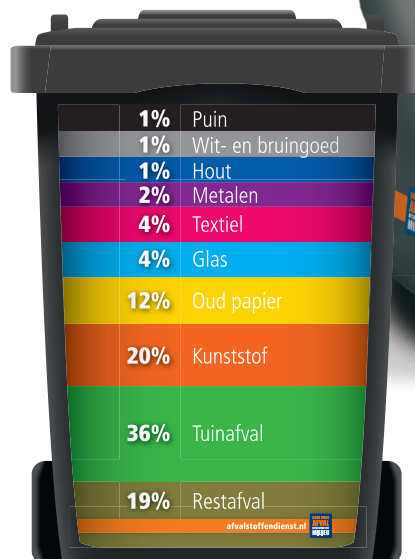 1% Puin
1% Wit- en bruingoed
1% Hout
2% Metalen
4% Textiel
4% Glas
12% Oud papier
20% Kunststof
36% Tuinafval
19% Restafval
afvalstoffendienst.nl
AFVAL